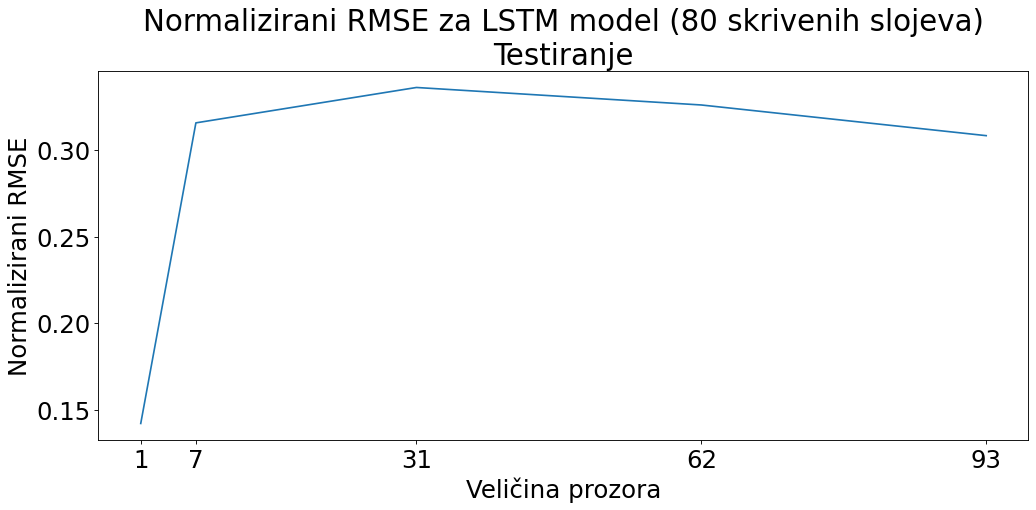 Normalizirani RMSE za LSTM model (80 skrivenih slojeva)
Testiranje
Normalizirani RMSE
0.30
0.25
0.20
0.15
1 7 31 62 93
Veličina prozora